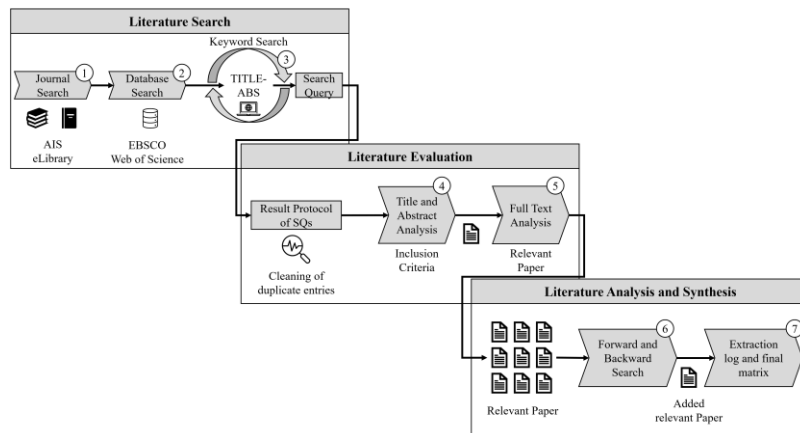 Literature Search
Keyword Search
1
Journal
Search
2
Database
Search
3
TITLE-
ABS
Search
Query
AIS
eLibrary
EBSCO
Web of Science
Literature Evaluation
Result Protocol
of SQs
4
Title and
Abstract
Analysis
5
Full Text
Analysis
Cleaning of
duplicate entries
Inclusion
Criteria
Relevant
Paper
Literature Analysis and Synthesis
6
Forward and
Backward
Search
7
Extraction
log and final
matrix
Relevant Paper
Added
relevant Paper